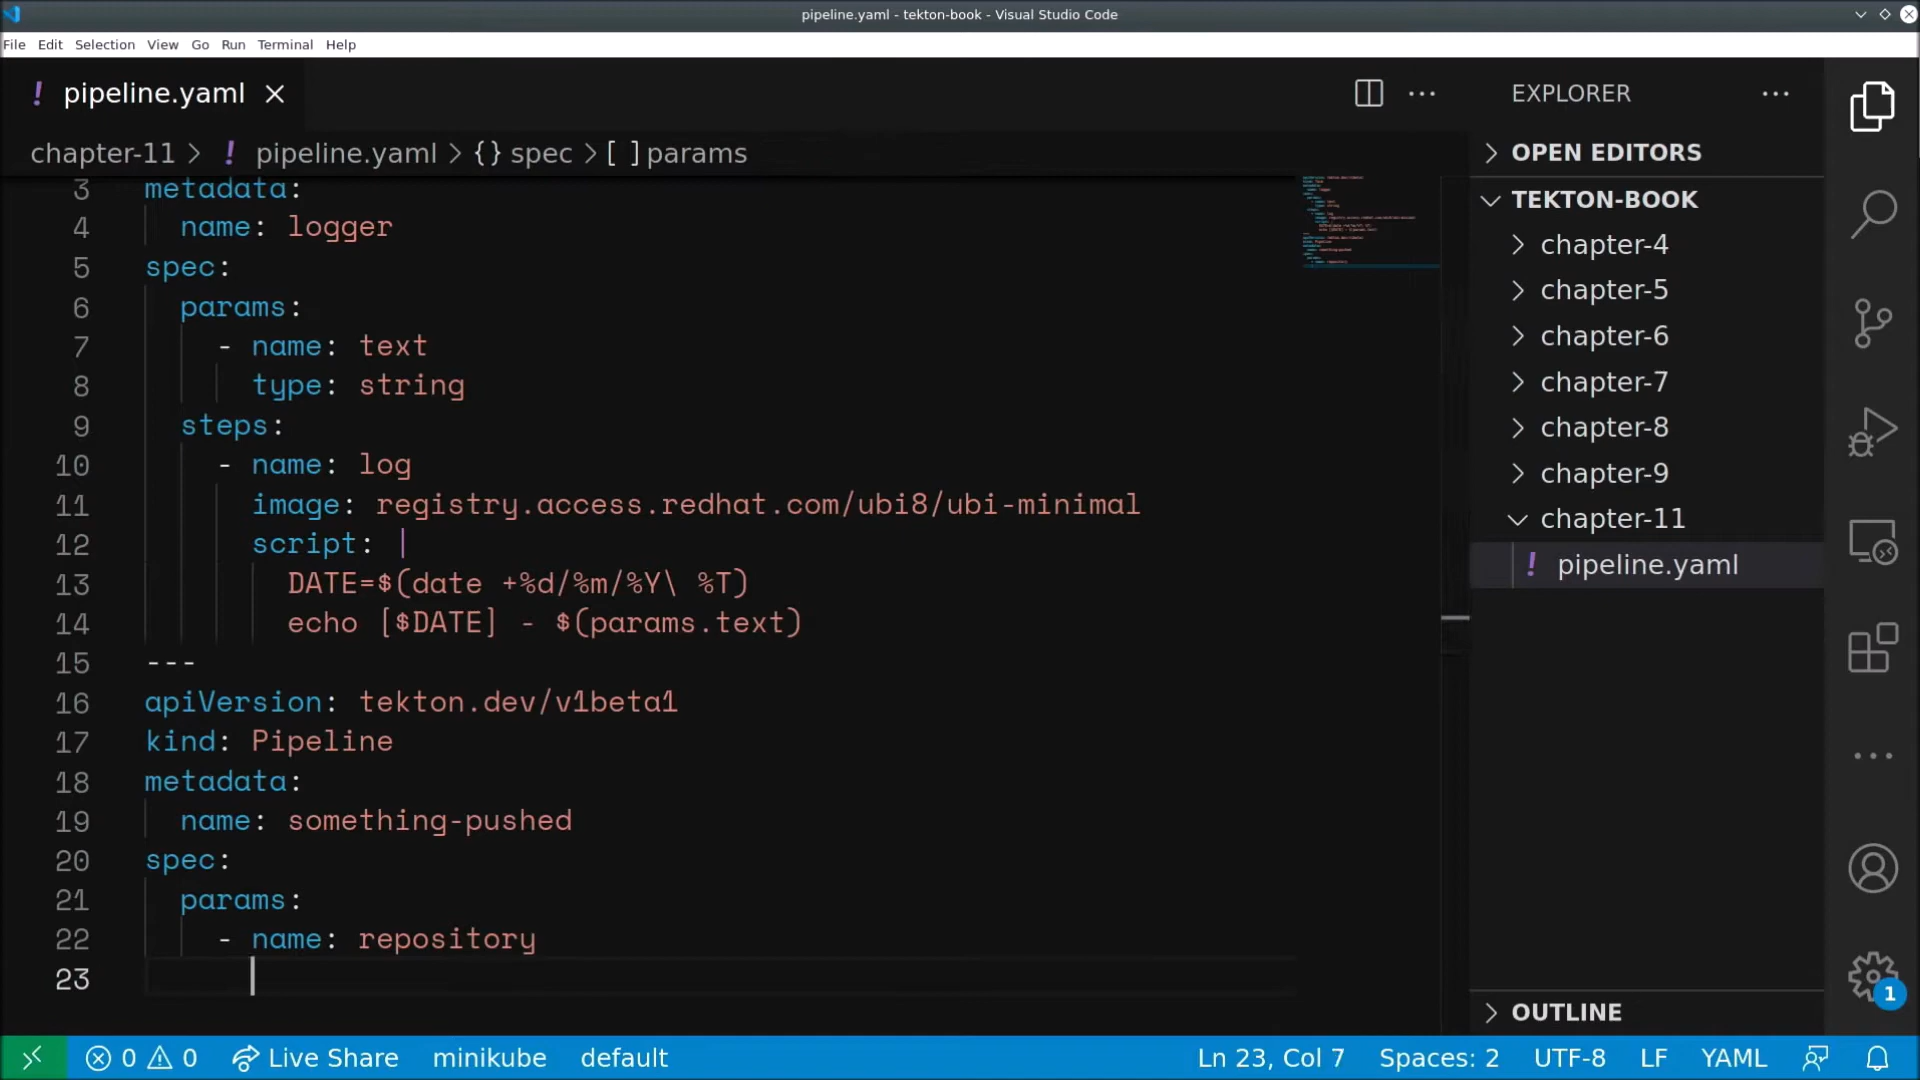 pipeline.yaml - tekton-book - Visual Studio Code
File Edit Selection View Go Run Terminal Help
! pipeline.yaml
chapter-11 > ! pipeline.yaml > {} spec > [ ] params
3 metadata:
4 name: logger
5 spec:
6 params:
7 - name: text
8 type: string
9 steps:
10 - name: log
11 image: registry.access.redhat.com/ubi8/ubi-minimal
12 script: |
13 DATE=$(date +%d/%m/%Y\ %T)
14 echo [$DATE] - $(params.text)
15 ---
16 apiVersion: tekton.dev/v1beta1
17 kind: Pipeline
18 metadata:
19 name: something-pushed
20 spec:
21 params:
22 - name: repository
23
EXPLORER
OPEN EDITORS
TEKTON-BOOK
chapter-4
chapter-5
chapter-6
chapter-7
chapter-8
chapter-9
chapter-11
! pipeline.yaml
OUTLINE
1
0 0 Live Share minikube default Ln 23, Col 7 Spaces: 2 UTF-8 LF YAML